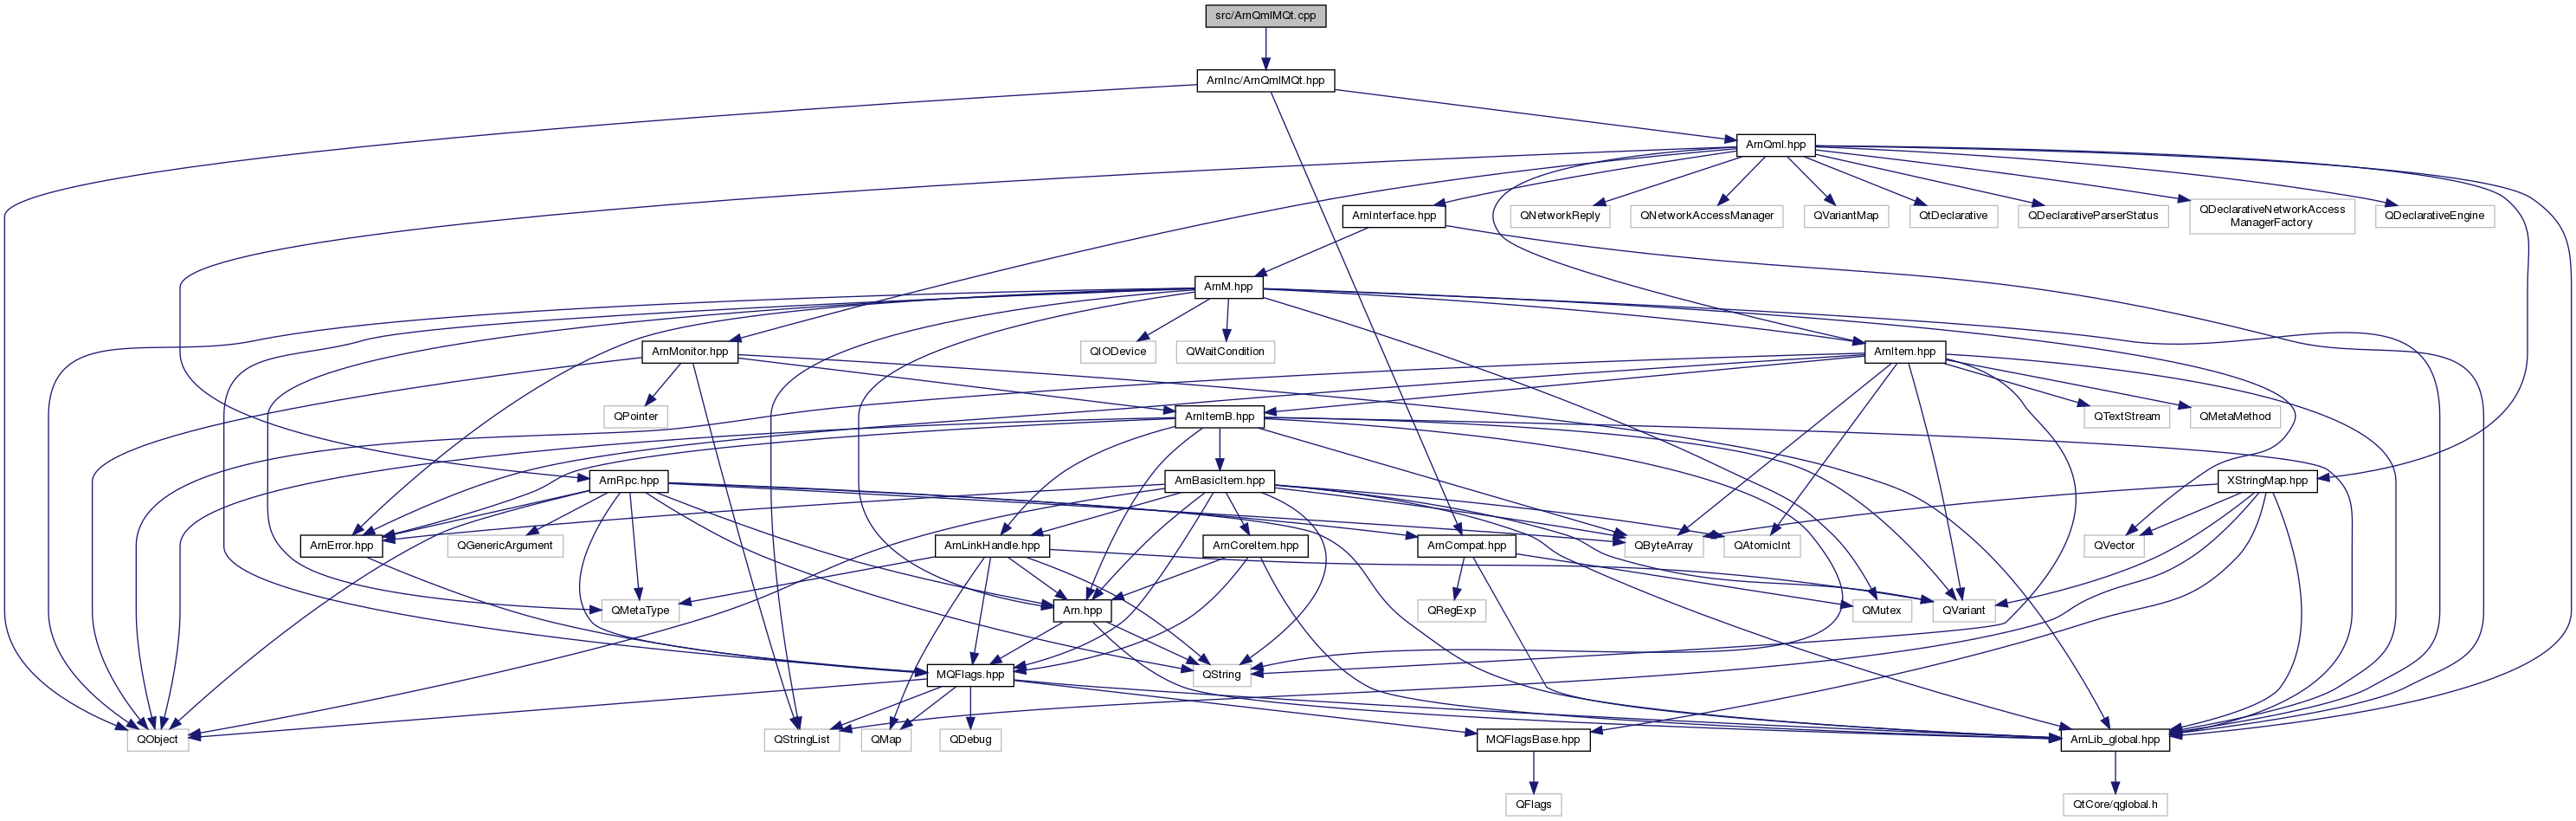 src/ArnQmlMQt.cpp
ArnInc/ArnQmlMQt.hpp
ArnQml.hpp
ArnInterface.hpp
QNetworkReply
QNetworkAccessManager
QVariantMap
QtDeclarative
QDeclarativeParserStatus
QDeclarativeNetworkAccess
ManagerFactory
QDeclarativeEngine
ArnM.hpp
ArnMonitor.hpp
QIODevice
QWaitCondition
ArnItem.hpp
QPointer
ArnItemB.hpp
QTextStream
QMetaMethod
ArnRpc.hpp
ArnBasicItem.hpp
XStringMap.hpp
ArnError.hpp
QGenericArgument
ArnLinkHandle.hpp
ArnCoreItem.hpp
ArnCompat.hpp
QByteArray
QAtomicInt
QVector
QMetaType
Arn.hpp
QRegExp
QMutex
QVariant
MQFlags.hpp
QString
QObject
QStringList
QMap
QDebug
MQFlagsBase.hpp
ArnLib_global.hpp
QFlags
QtCore/qglobal.h